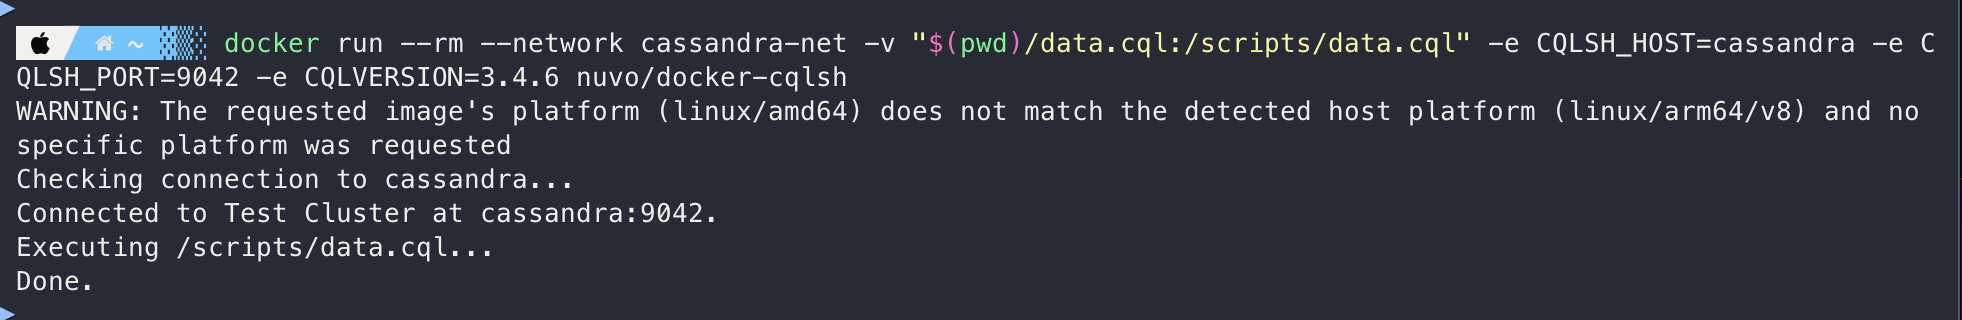 ~ docker run --rm --network cassandra-net -v "$(pwd)/data.cql:/scripts/data.cql" -e CQLSH_HOST=cassandra -e C
QLSH_PORT=9042 -e CQLVERSION=3.4.6 nuvo/docker-cqlsh
WARNING: The requested image's platform (linux/amd64) does not match the detected host platform (linux/arm64/v8) and no
specific platform was requested
Checking connection to cassandra...
Connected to Test Cluster at cassandra:9042.
Executing /scripts/data.cql...
Done.